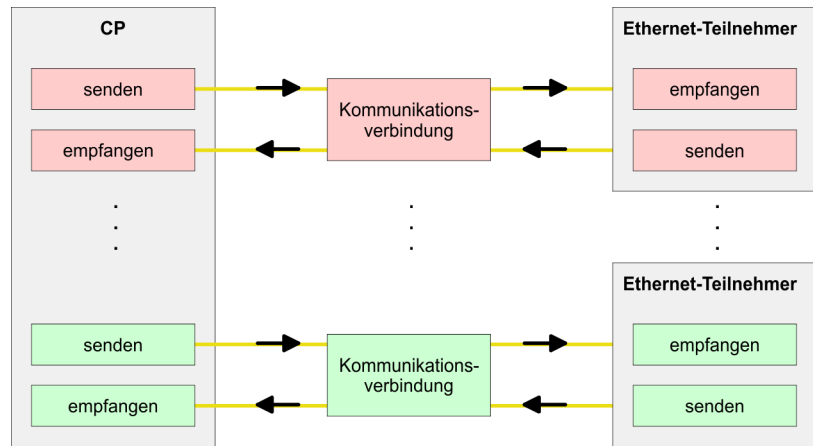 CP
Ethernet-Teilnehmer
senden
Kommunikations-
verbindung
empfangen
empfangen
senden
Ethernet-Teilnehmer
senden
Kommunikations-
verbindung
empfangen
empfangen
senden